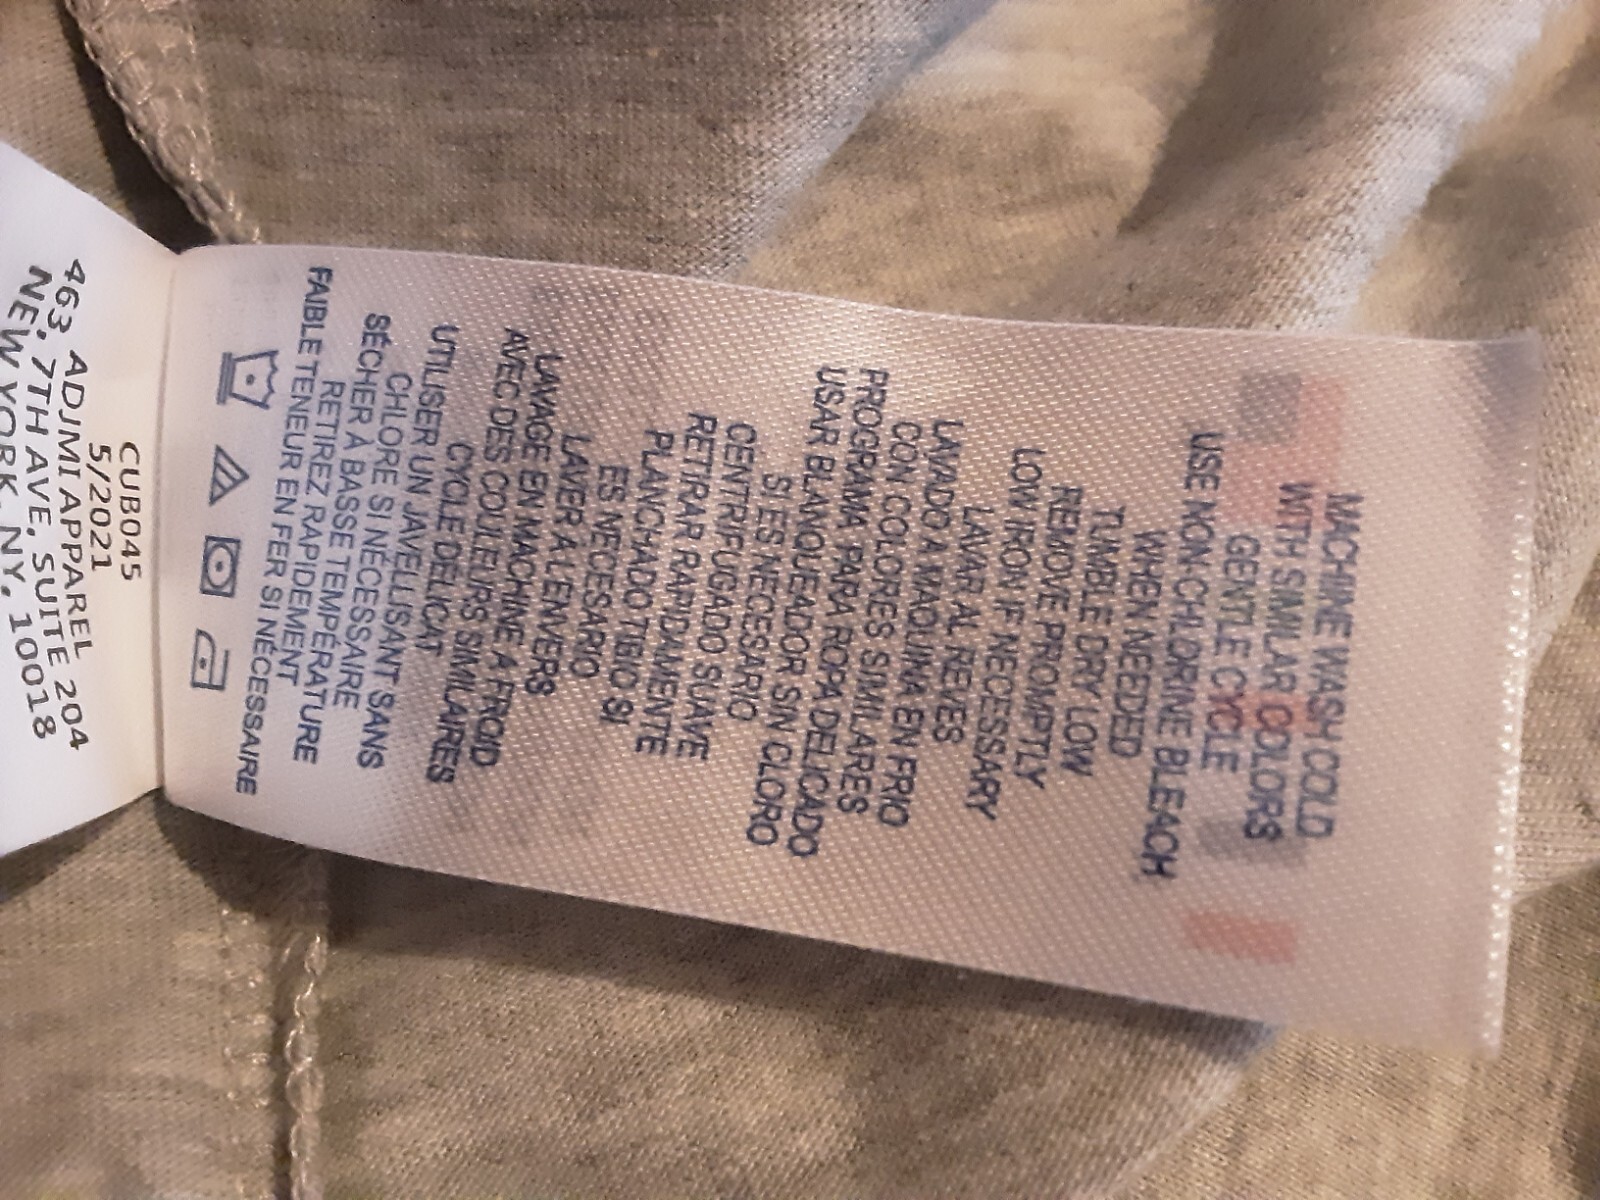 MACHINE WASH COLD
WITH SIMILAR COLORS
GENTLE CYCLE
USE NON-CHLORINE BLEACH
WHEN NEEDED
TUMBLE DRY LOW
REMOVE PROMPTLY
LOW IRON IF NECESSARY
LAVAR AL REVES
LAVADO A MAQUINA EN FRIO
CON COLORES SIMILARES
PROGRAMA PARA ROPA DELICADO
USAR BLANQUEADOR SIN CLORO
SI ES NECESARIO
CENTRIFUGADO SUAVE
RETIRAR RAPIDAMENTE
PLANCHADO TIBIO SI
ES NECESARIO
LAVER À L'ENVERS
LAVAGE EN MACHINE À FROID
AVEC DES COULEURS SIMILAIRES
CYCLE DÉLICAT
UTILISER UN JAVELLISANT SANS
CHLORE SI NÉCESSAIRE
SÉCHER À BASSE TEMPÉRATURE
RETIREZ RAPIDEMENT
FAIBLE TENEUR EN FER SI NÉCESSAIRE
CUB045
5/2021
ADJMI APPAREL
463, 7TH AVE. SUITE 204
NEW YORK, NY, 10018